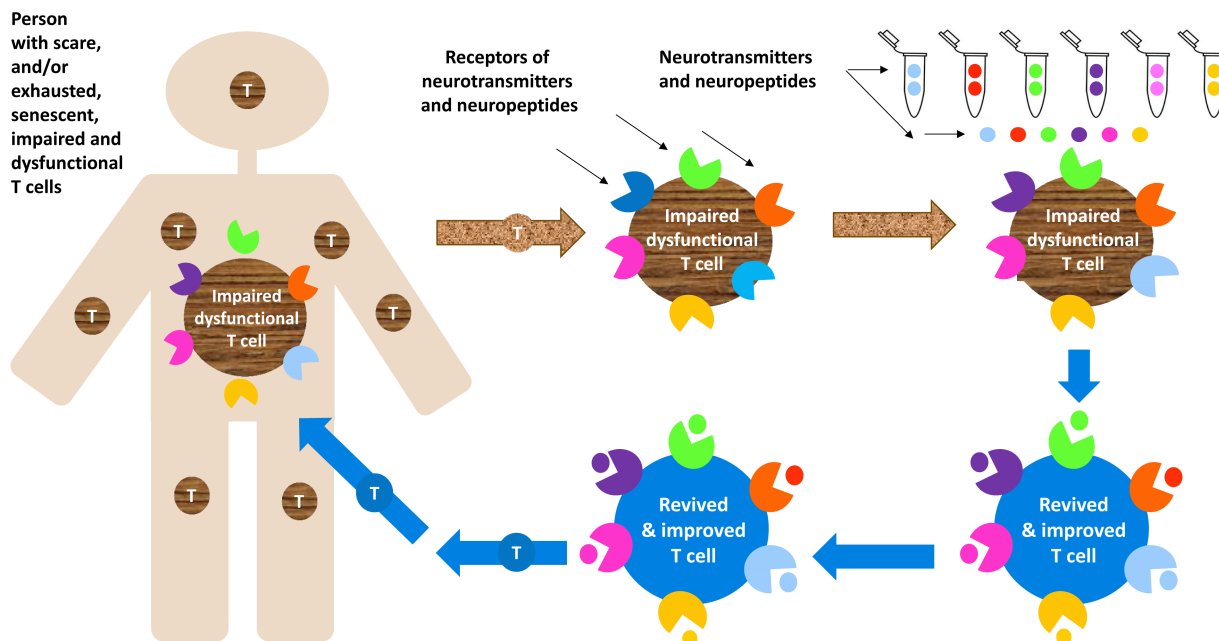 Person
with scare,
and/or
exhausted,
senescent,
impaired and
dysfunctional
T cells
T
T
T
T
T
T
T
Impaired
dysfunctional
T cell
Receptors of
neurotransmitters
and neuropeptides
Neurotransmitters
and neuropeptides
T
Impaired
dysfunctional
T cell
Impaired
dysfunctional
T cell
Revived
& improved
T cell
Revived
& improved
T cell
T
T